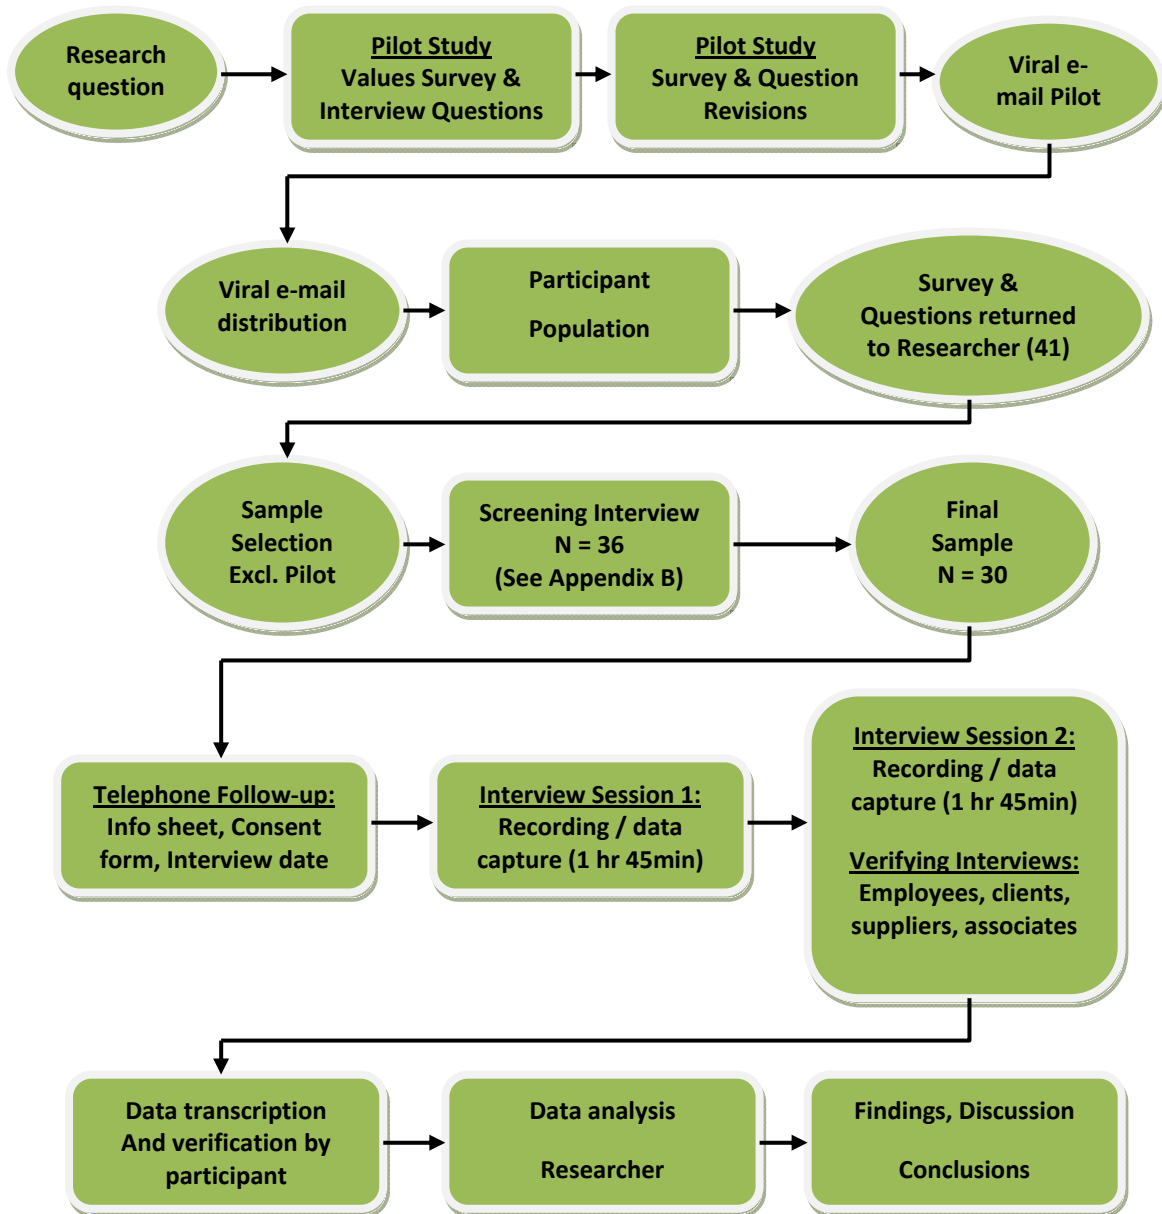 Research
question
Pilot Study
Values Survey &
Interview Questions
Pilot Study
Survey & Question
Revisions
Viral e-
mail Pilot
Viral e-mail
distribution
Participant
Population
Survey &
Questions returned
to Researcher (41)
Sample
Selection
Excl. Pilot
Screening Interview
N = 36
(See Appendix B)
Final
Sample
N = 30
Telephone Follow-up:
Info sheet, Consent
form, Interview date
Interview Session 1:
Recording / data
capture (1 hr 45min)
Interview Session 2:
Recording / data
capture (1 hr 45min)
Verifying Interviews:
Employees, clients,
suppliers, associates
Data transcription
And verification by
participant
Data analysis
Researcher
Findings, Discussion
Conclusions